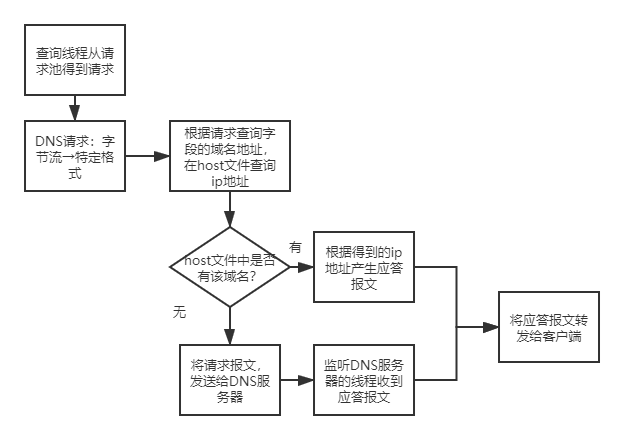 查询线程从请
求池得到请求
DNS请求：字
节流→特定格
式
根据请求查询字
段的域名地址，
在host文件查询
ip地址
host文件中是否
有该域名？
有
根据得到的ip
地址产生应答
报文
无
将请求报文，
发送给DNS服
务器
监听DNS服务
器的线程收到
应答报文
将应答报文转
发给客户端